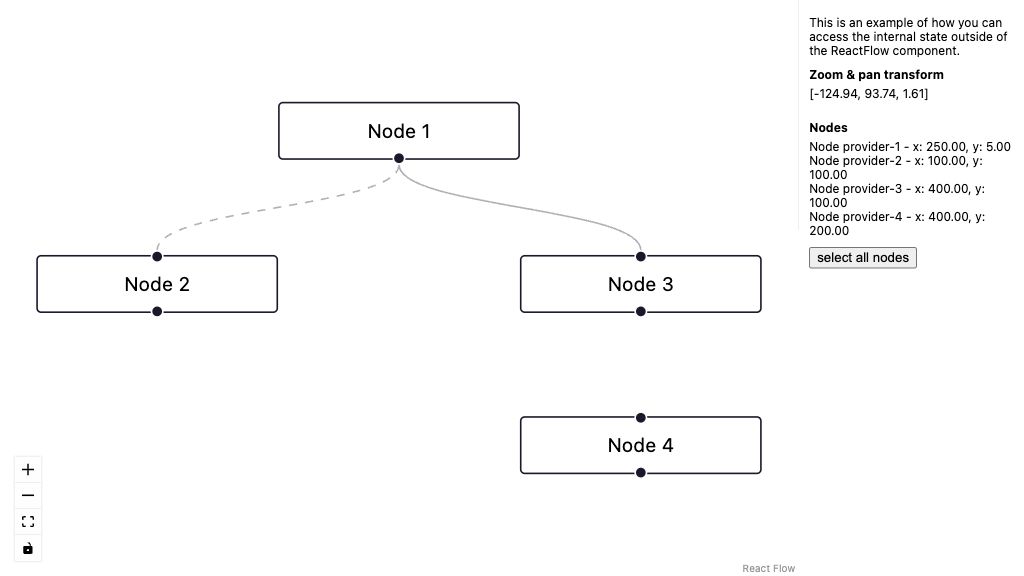 Node 1
Node 2
Node 3
Node 4
React Flow
This is an example of how you can
access the internal state outside of
the ReactFlow component.
Zoom & pan transform
[-124.94, 93.74, 1.61]
Nodes
Node provider-1 - x: 250.00, y: 5.00
Node provider-2 - x: 100.00, y:
100.00
Node provider-3 - x: 400.00, y:
100.00
Node provider-4 - x: 400.00, y:
200.00
select all nodes